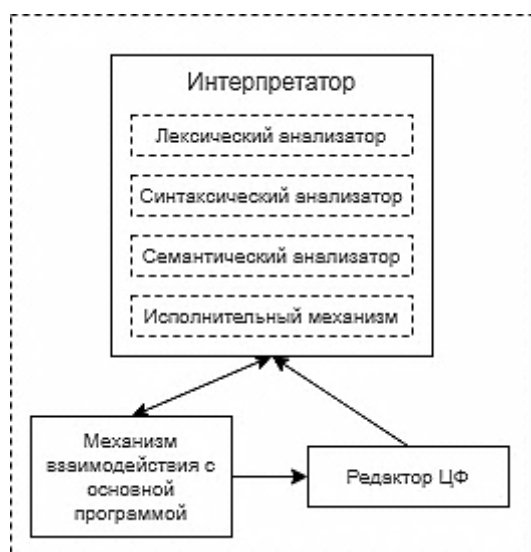 Интерпретатор
Лексический анализатор
Синтаксический анализатор
Семантический анализатор
Исполнительный механизм
Механизм
взаимодействия с
основной
программой
Редактор ЦФ